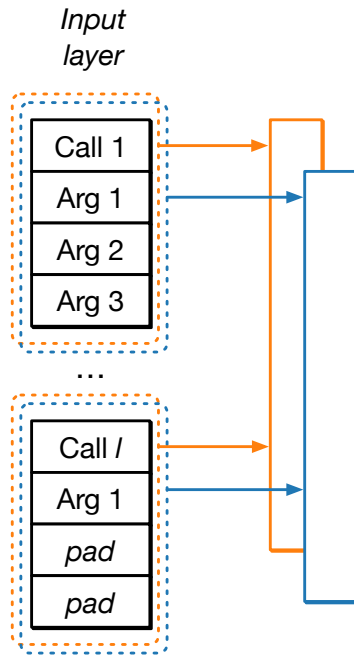 Input
layer
Call 1
Arg 1
Arg 2
Arg 3
...
Call l
Arg 1
pad
pad